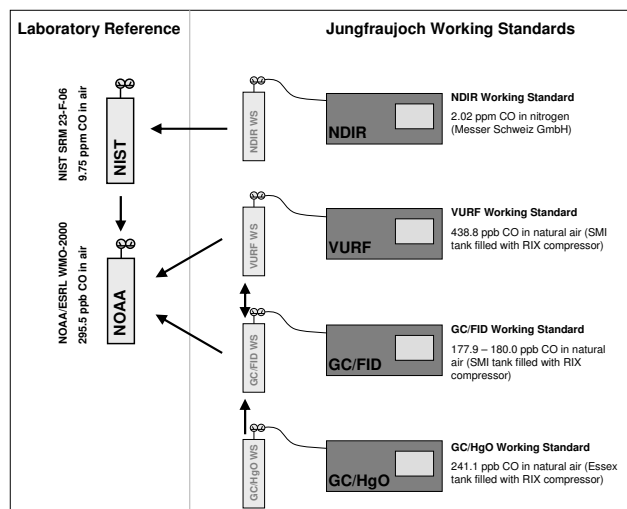 Laboratory Reference
Jungfraujoch Working Standards
NIST SRM 23-F-06
9.75 ppm CO in air
NIST
NDIR WS
NDIR
NDIR Working Standard
2.02 ppm CO in nitrogen
(Messer Schweiz GmbH)
NOAA/ESRL WMO-2000
295.5 ppb CO in air
NOAA
VURF WS
VURF
VURF Working Standard
438.8 ppb CO in natural air (SMI
tank filled with RIX compressor)
GC/FID WS
GC/FID
GC/FID Working Standard
177.9 – 180.0 ppb CO in natural
air (SMI tank filled with RIX
compressor)
GC/HgO WS
GC/HgO
GC/HgO Working Standard
241.1 ppb CO in natural air (Essex
tank filled with RIX compressor)